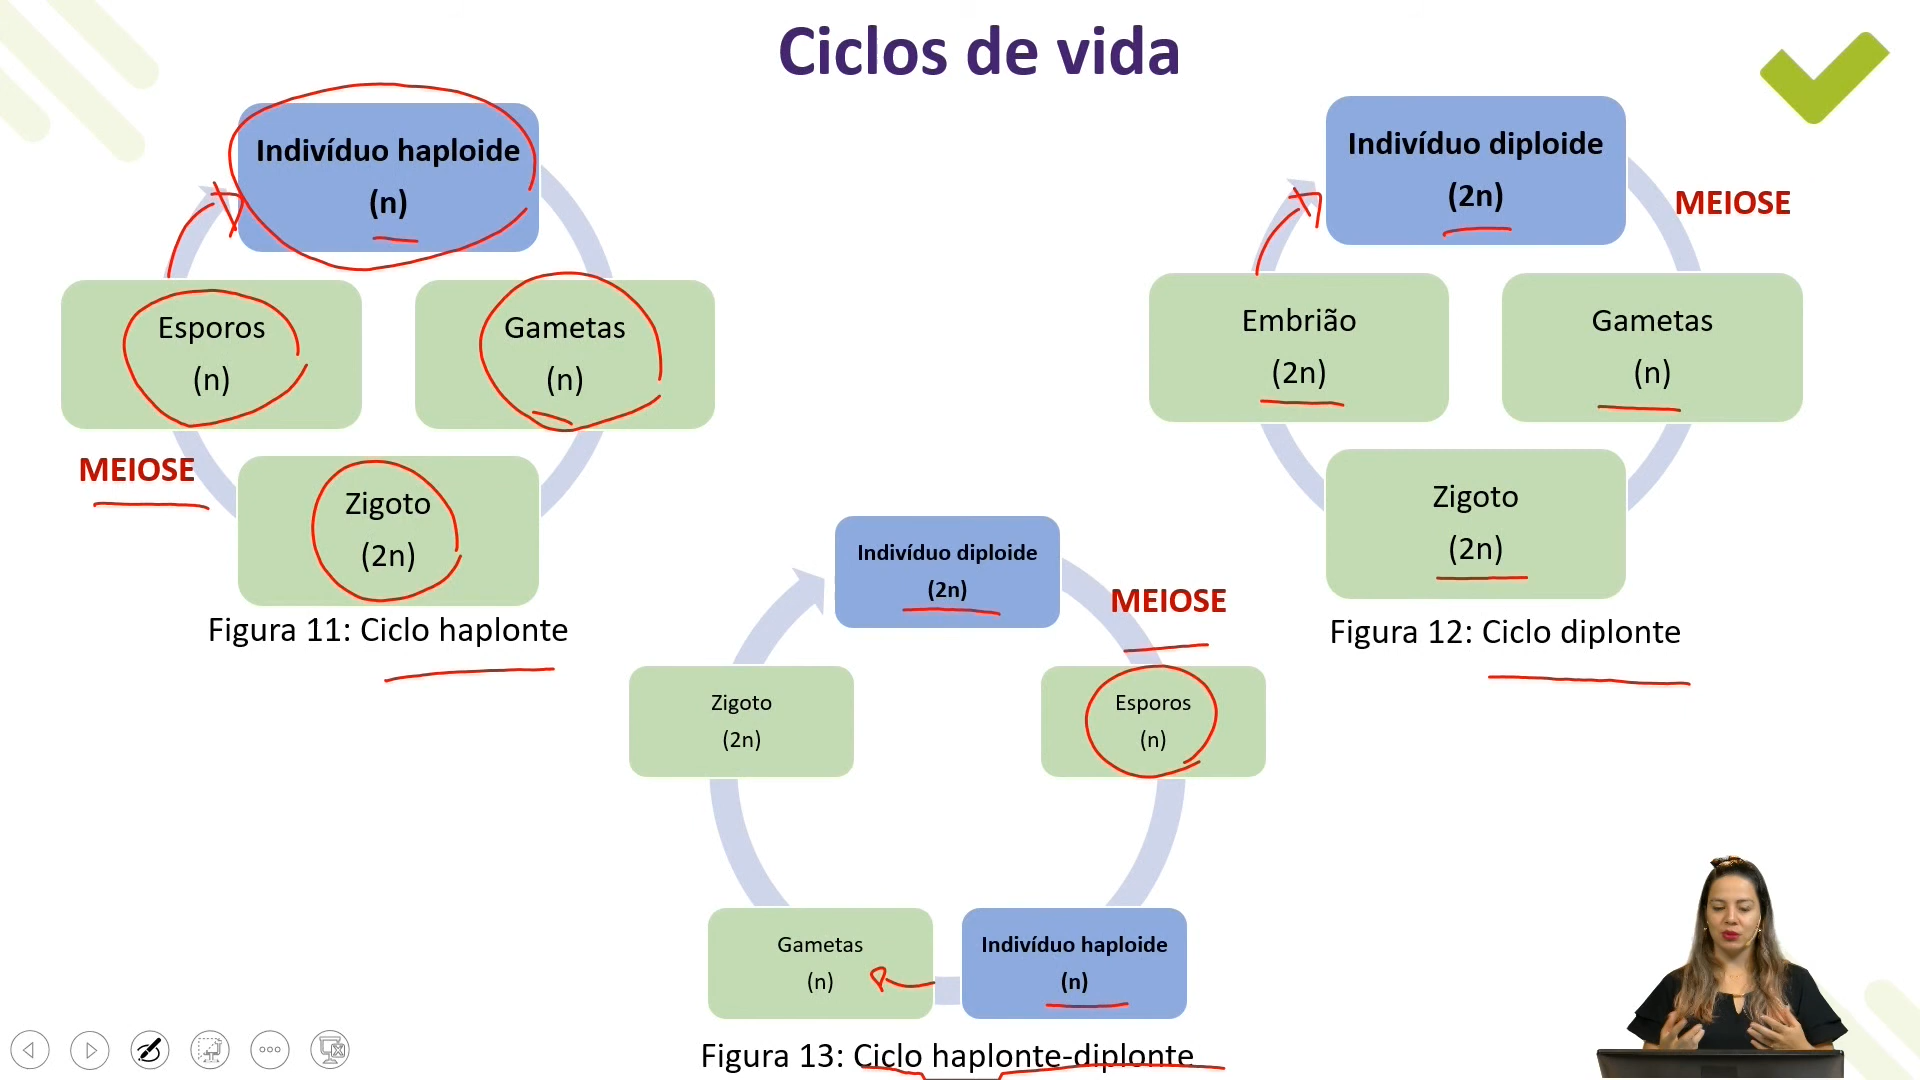 Ciclos de vida
Indivíduo haploide
(n)
Esporos
(n)
Gametas
(n)
MEIOSE
Zigoto
(2n)
Figura 11: Ciclo haplonte
Indivíduo diploide
(2n)
MEIOSE
Embrião
(2n)
Gametas
(n)
Zigoto
(2n)
Figura 12: Ciclo diplonte
Indivíduo diploide
(2n)
MEIOSE
Zigoto
(2n)
Esporos
(n)
Gametas
(n)
Indivíduo haploide
(n)
Figura 13: Ciclo haplonte-diplonte